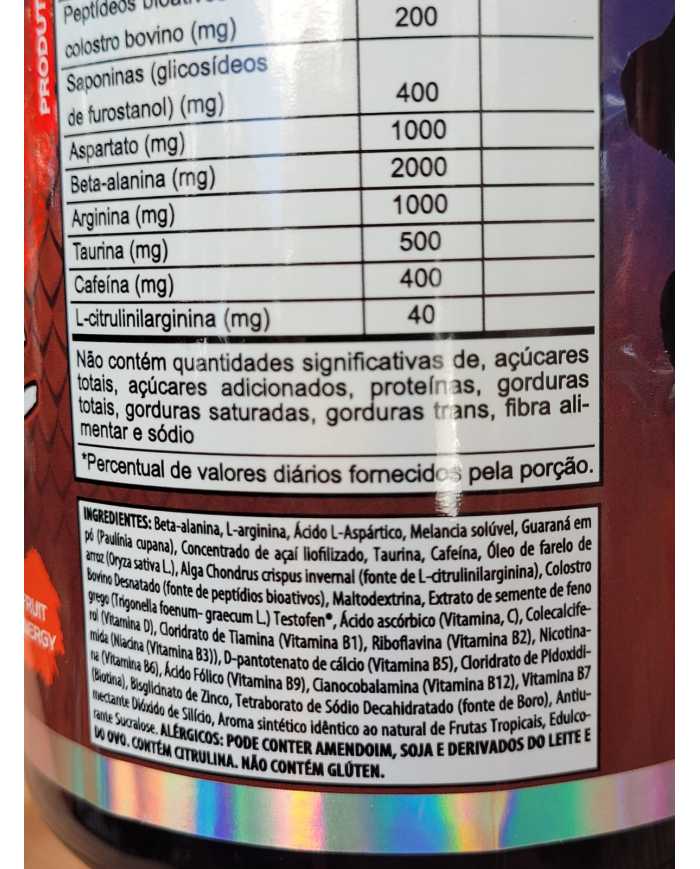 PRODUT
Peptídeos
200
colostro bovino (mg)
Saponinas (glicosídeos
de furostanol) (mg) 400
Aspartato (mg) 1000
Beta-alanina (mg) 2000
Arginina (mg) 1000
Taurina (mg) 500
Cafeína (mg) 400
L-citrulinilarginina (mg) 40
Não contém quantidades significativas de, açúcares
totais, açúcares adicionados, proteínas, gorduras
totais, gorduras saturadas, gorduras trans, fibra ali-
mentar e sódio
*Percentual de valores diários fornecidos pela porção.
INGREDIENTES: Beta-alanina, L-arginina, Ácido L-Aspártico, Melancia solúvel, Guaraná em
pó (Paulínia cupana), Concentrado de açaí liofilizado, Taurina, Cafeína, Óleo de farelo de
arroz (Oryza sativa L.), Alga Chondrus crispus invernal (fonte de L-citrulinilarginina), Colostro
Bovino Desnatado (fonte de peptídios bioativos), Maltodextrina, Extrato de semente de feno
grego (Trigonella foenum- graecum L.) Testofen®, Ácido ascórbico (Vitamina, C), Colecalcife-
rol (Vitamina D), Cloridrato de Tiamina (Vitamina B1), Riboflavina (Vitamina B2), Nicotina-
mida (Niacina (Vitamina B3)), D-pantotenato de cálcio (Vitamina B5), Cloridrato de Pidoxidi-
na (Vitamina B6), Ácido Fólico (Vitamina B9), Cianocobalamina (Vitamina B12), Vitamina B7
(Biotina), Bisglicinato de Zinco, Tetraborato de Sódio Decahidratado (fonte de Boro), Antiu-
mectante Dióxido de Silício, Aroma sintético idêntico ao natural de Frutas Tropicais, Edulco-
rante Sucralose. ALÉRGICOS: PODE CONTER AMENDOIM, SOJA E DERIVADOS DO LEITE E
DO OVO. CONTÉM CITRULINA. NÃO CONTÉM GLÚTEN.
FRUIT
ENERGY